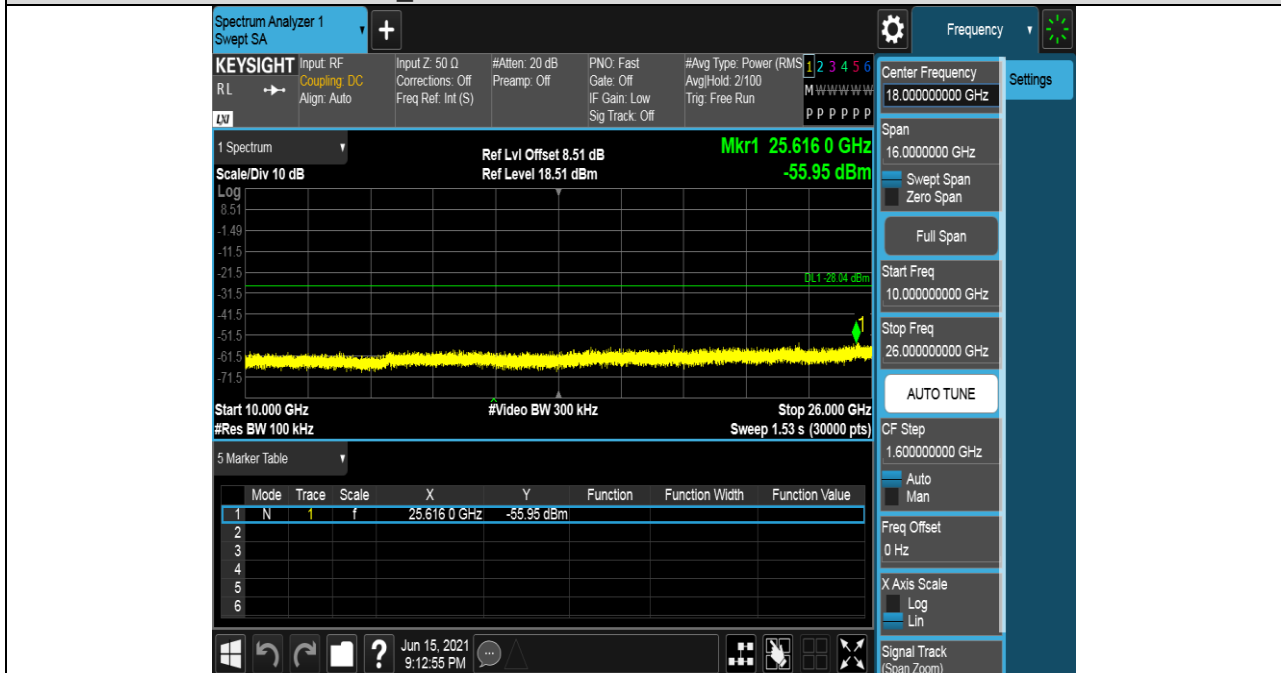 Spectrum Analyzer 1
Swept SA
+
Frequency
KEYSIGHT
RL
LXI
Input: RF
Coupling: DC
Align: Auto
Input Z: 50 Ω
Corrections: Off
Freq Ref: Int (S)
#Atten: 20 dB
Preamp: Off
PNO: Fast
Gate: Off
IF Gain: Low
Sig Track: Off
#Avg Type: Power (RMS
Avg|Hold: 2/100
Trig: Free Run
1 2 3 4 5 6
M W W W W W
P P P P P P
1 Spectrum
Scale/Div 10 dB
Ref Lvl Offset 8.51 dB
Ref Level 18.51 dBm
Mkr1 25.616 0 GHz
-55.95 dBm
Log
8.51
-1.49
-11.5
-21.5
-31.5
-41.5
-51.5
-61.5
-71.5
DL1 -28.04 dBm
1
Start 10.000 GHz
#Video BW 300 kHz
Stop 26.000 GHz
#Res BW 100 kHz
Sweep 1.53 s (30000 pts)
5 Marker Table
Mode Trace Scale X Y Function Function Width Function Value
1 N 1 f 25.616 0 GHz -55.95 dBm
2
3
4
5
6
?
Jun 15, 2021
9:12:55 PM
Center Frequency
18.000000000 GHz
Settings
Span
16.0000000 GHz
Swept Span
Zero Span
Full Span
Start Freq
10.000000000 GHz
Stop Freq
26.000000000 GHz
AUTO TUNE
CF Step
1.600000000 GHz
Auto
Man
Freq Offset
0 Hz
X Axis Scale
Log
Lin
Signal Track
(Span Zoom)